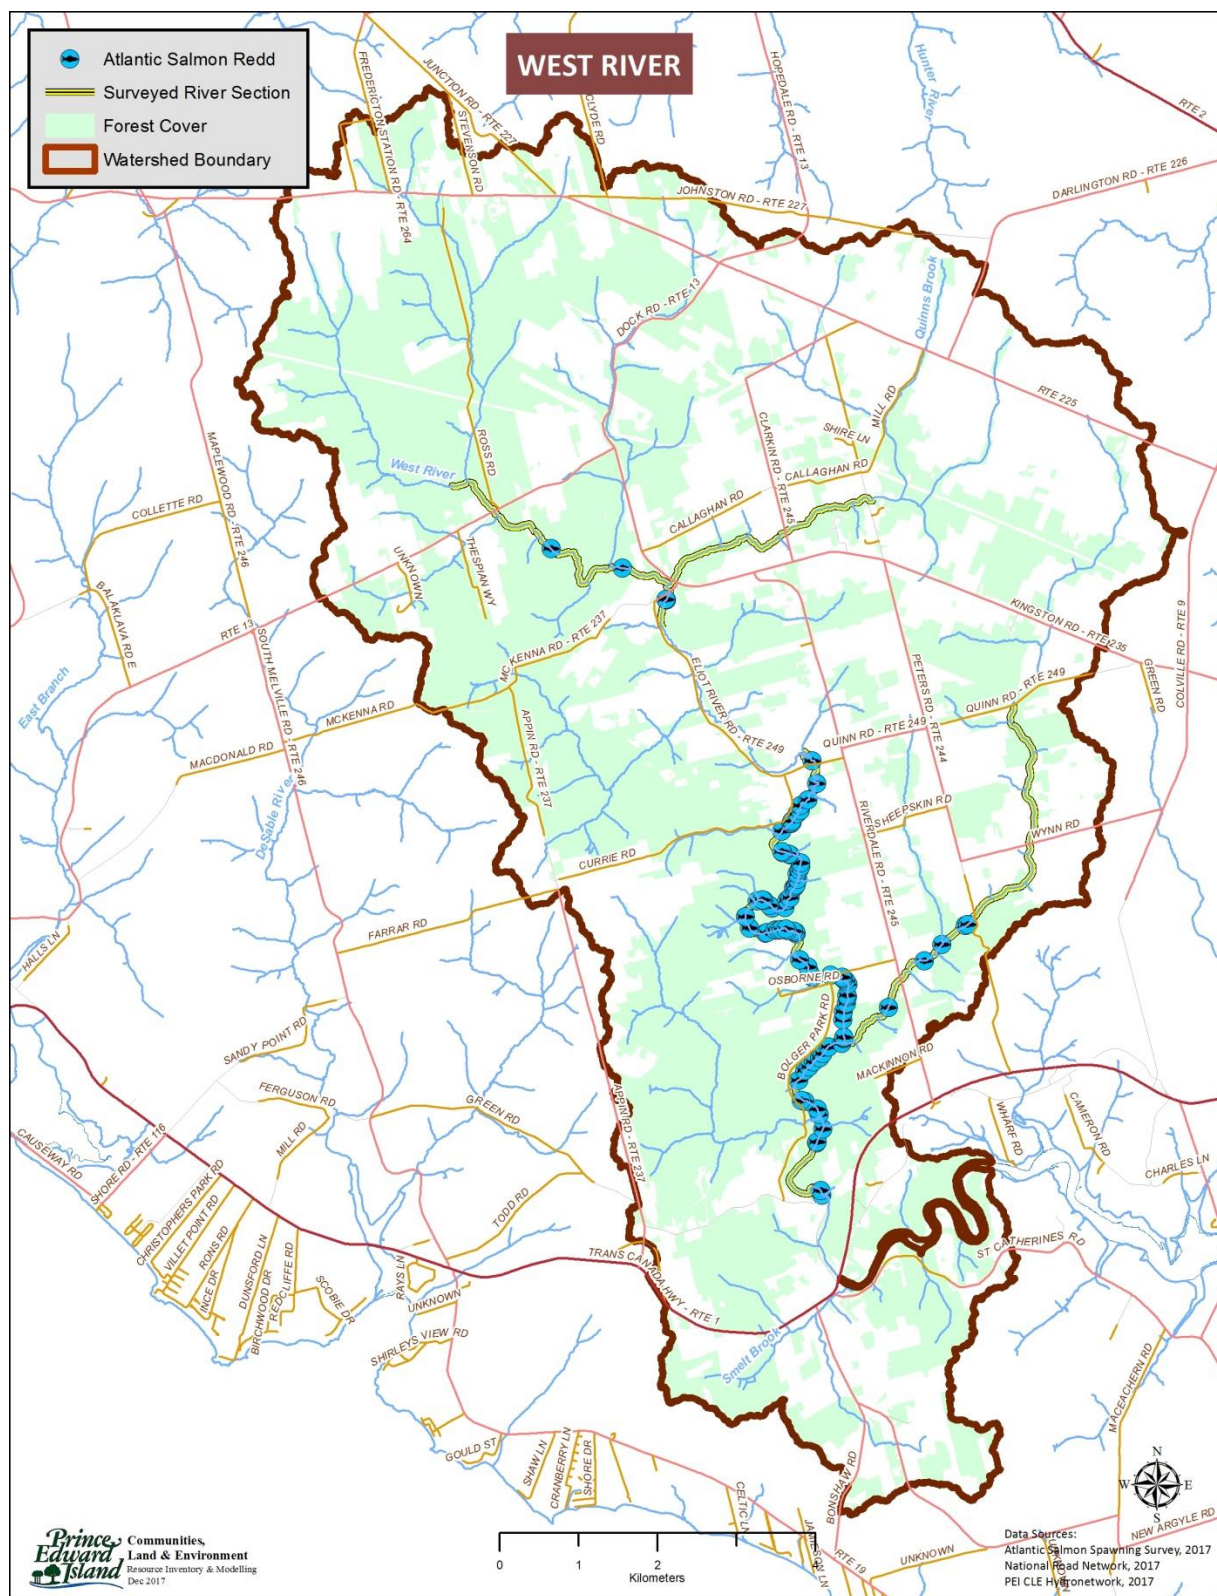 WEST RIVER
Atlantic Salmon Redd
Surveyed River Section
Forest Cover
Watershed Boundary
FREDERICTON STATION RD - RTE 264
JUNCTION RD - RTE 227
STEVENSON RD
CLYDE RD
HOPEDALE RD - RTE 13
Hunter River
RTE 2
DARLINGTON RD - RTE 226
JOHNSTON RD - RTE 227
DOCK RD - RTE 13
Quinns Brook
RTE 225
MILL RD
SHIRE LN
CLARKIN RD - RTE 245
CALLAGHAN RD
CALLAGHAN RD
ROSS RD
West River
MAPLEWOOD RD - RTE 246
COLLETTE RD
UNKNOWN
THESPIAN WY
BALAKLAVA RD E
RTE 13
SOUTH MELVILLE RD - RTE 246
East Branch
MC KENNA RD - RTE 237
MCKENNA RD
MACDONALD RD
APPIN RD - RTE 237
ELIOT RIVER RD - RTE 249
PETERS RD - RTE 244
KINGSTON RD - RTE 235
GREEN RD
COLVILLE RD - RTE 9
QUINN RD - RTE 249
QUINN RD - RTE 249
DeSable River
SHEEPSKIN RD
RIVERDALE RD - RTE 245
WYNN RD
CURRIE RD
FARRAR RD
HALLS LN
OSBORNE RD
BOLGER PARK RD
MACKINNON RD
SANDY POINT RD
FERGUSON RD
GREEN RD
MILL RD
APPIN RD - RTE 237
WHARF RD
CAMERON RD
CHARLES LN
CAUSEWAY RD
SHORE RD - RTE 116
CHRISTOPHERS PARK RD
VILLET POINT RD
RONS RD
INCE DR
DUNSFORD LN
BIRCHWOOD DR
REDCLIFFE RD
SCOBIE DR
TODD RD
RAYS LN
UNKNOWN
SHIRLEYS VIEW RD
TRANS CANADA HWY - RTE 1
ST CATHERINES RD
Smelt Brook
MACEACHERN RD
GOULD ST
SHAW LN
CRANBERRY LN
SHORE DR
CELTIC LN
JAMIESON LN
BONSHAW RD
RTE 19
UNKNOWN
UNKNOWN
NEW ARGYLE RD
N
W
E
S
0
1
2
4
Kilometers
Prince
Edward
Island
Communities,
Land & Environment
Resource Inventory & Modelling
Dec 2017
Data Sources:
Atlantic Salmon Spawning Survey, 2017
National Road Network, 2017
PEI CLE Hydronetwork, 2017